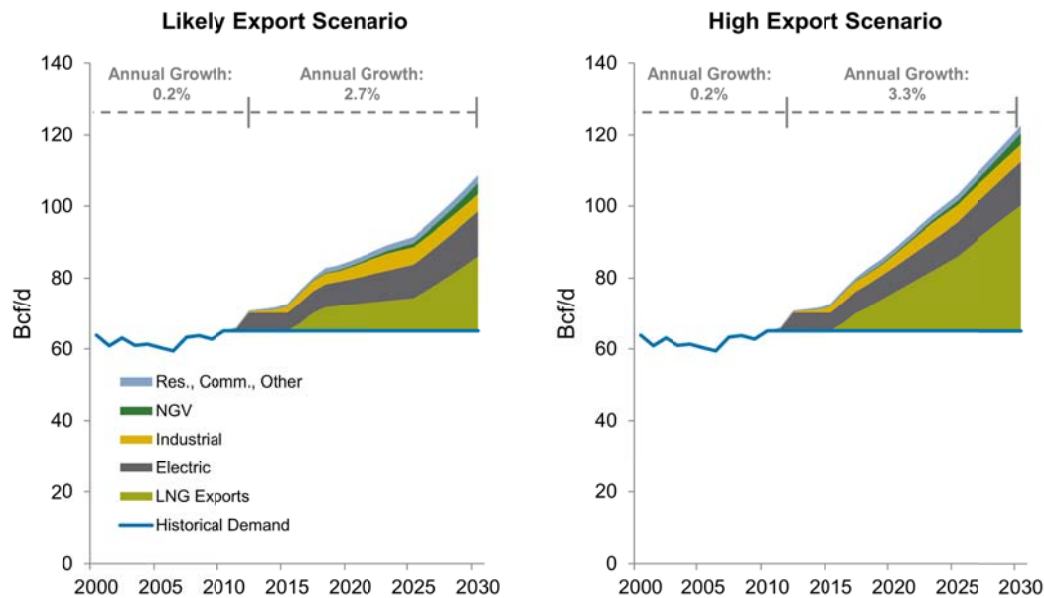 Likely Export Scenario
140
120
100
80
60
40
20
0
Bcf/d
Annual Growth:
0.2%
Annual Growth:
2.7%
Res., Comm., Other
NGV
Industrial
Electric
LNG Exports
Historical Demand
2000 2005 2010 2015 2020 2025 2030
High Export Scenario
140
120
100
80
60
40
20
0
Bcf/d
Annual Growth:
0.2%
Annual Growth:
3.3%
2000 2005 2010 2015 2020 2025 2030